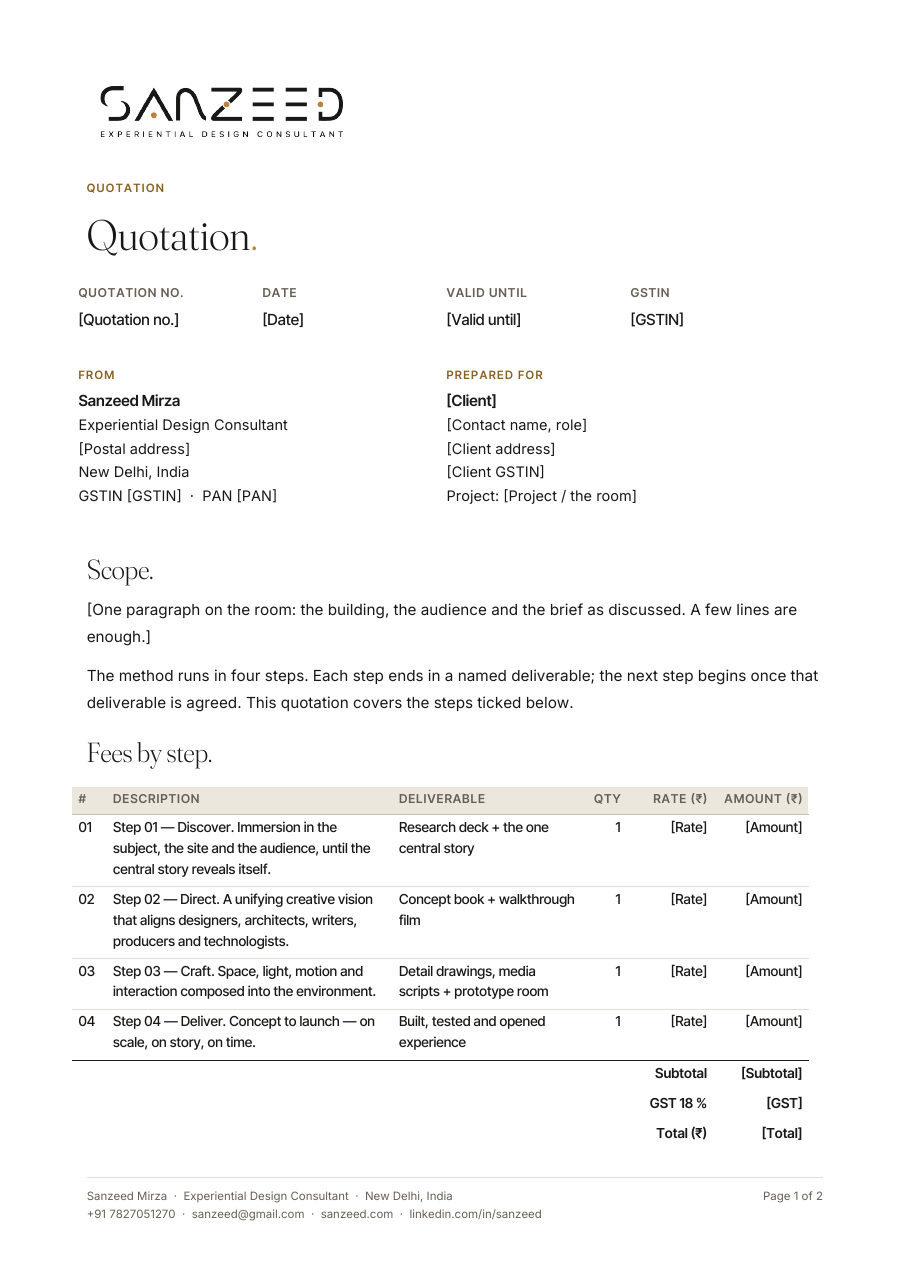 SANZEED
EXPERIENTIAL DESIGN CONSULTANT
QUOTATION
Quotation.
QUOTATION NO. DATE VALID UNTIL GSTIN
[Quotation no.] [Date] [Valid until] [GSTIN]
FROM PREPARED FOR
Sanzeed Mirza [Client]
Experiential Design Consultant [Contact name, role]
[Postal address] [Client address]
New Delhi, India [Client GSTIN]
GSTIN [GSTIN] · PAN [PAN] Project: [Project / the room]
Scope.
[One paragraph on the room: the building, the audience and the brief as discussed. A few lines are
enough.]
The method runs in four steps. Each step ends in a named deliverable; the next step begins once that
deliverable is agreed. This quotation covers the steps ticked below.
Fees by step.
# DESCRIPTION DELIVERABLE QTY RATE (₹) AMOUNT (₹)
01 Step 01 — Discover. Immersion in the Research deck + the one 1 [Rate] [Amount]
subject, the site and the audience, until the central story
central story reveals itself.
02 Step 02 — Direct. A unifying creative vision Concept book + walkthrough 1 [Rate] [Amount]
that aligns designers, architects, writers, film
producers and technologists.
03 Step 03 — Craft. Space, light, motion and Detail drawings, media 1 [Rate] [Amount]
interaction composed into the environment. scripts + prototype room
04 Step 04 — Deliver. Concept to launch — on Built, tested and opened 1 [Rate] [Amount]
scale, on story, on time. experience
Subtotal [Subtotal]
GST 18 % [GST]
Total (₹) [Total]
Sanzeed Mirza · Experiential Design Consultant · New Delhi, India Page 1 of 2
+91 7827051270 · sanzeed@gmail.com · sanzeed.com · linkedin.com/in/sanzeed